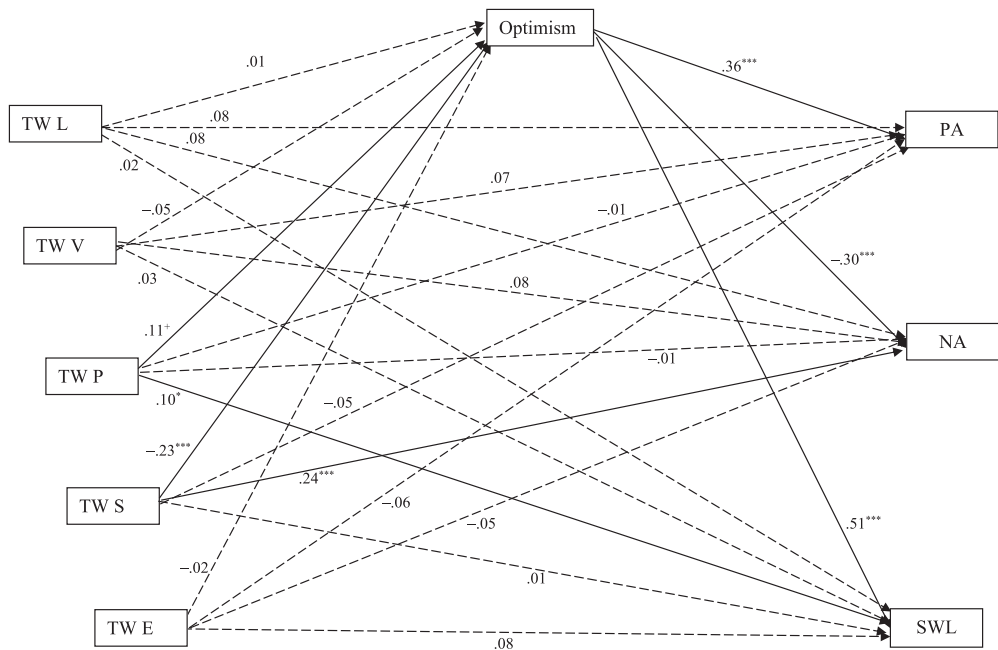 Optimism
.01
.36***
TW L
.08
PA
.08
.02
.07
−.05
−.01
TW V
.03
.08
−.30***
.11+
NA
−.01
TW P
.10*
−.05
−.23***
.24***
TW S
−.06
−.05
.51***
−.02
.01
TW E
.08
SWL